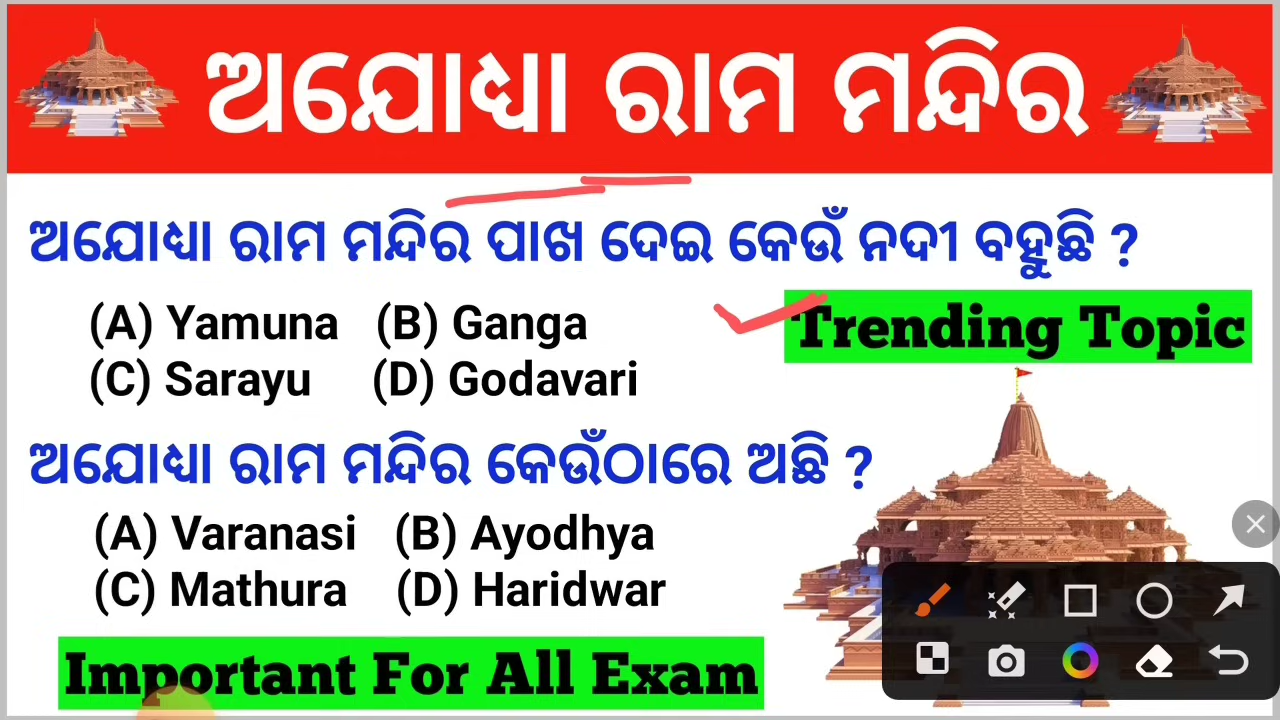 ଅଯୋଧ୍ୟା ରାମ ମନ୍ଦିର
ଅଯୋଧ୍ୟା ରାମ ମନ୍ଦିର ପାଖ ଦେଇ କେଉଁ ନଦୀ ବହୁଛି ?
(A) Yamuna (B) Ganga
(C) Sarayu (D) Godavari
Trending Topic
ଅଯୋଧ୍ୟା ରାମ ମନ୍ଦିର କେଉଁଠାରେ ଅଛି ?
(A) Varanasi (B) Ayodhya
(C) Mathura (D) Haridwar
Important For All Exam